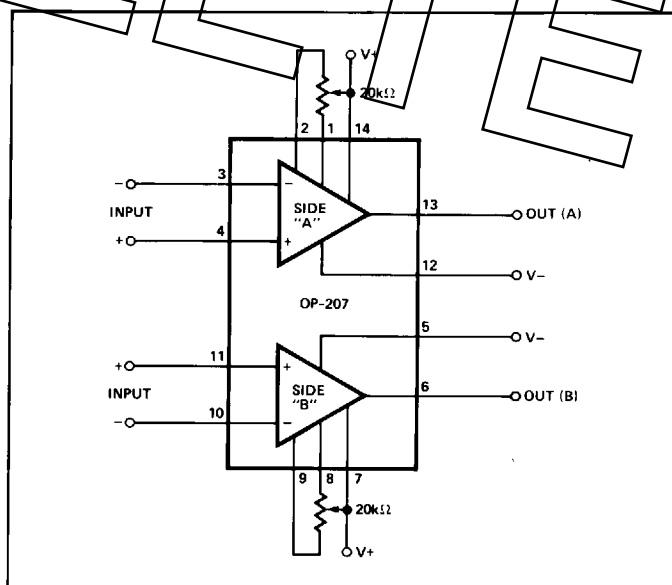 V+
20kΩ
2 1 14
3 − − 13
SIDE "A" OUT (A)
INPUT
+ 4 +
12 V−
OP-207
5 V−
+ 11 +
INPUT SIDE "B" 6 OUT (B)
− 10 −
9 8 7
20kΩ
V+